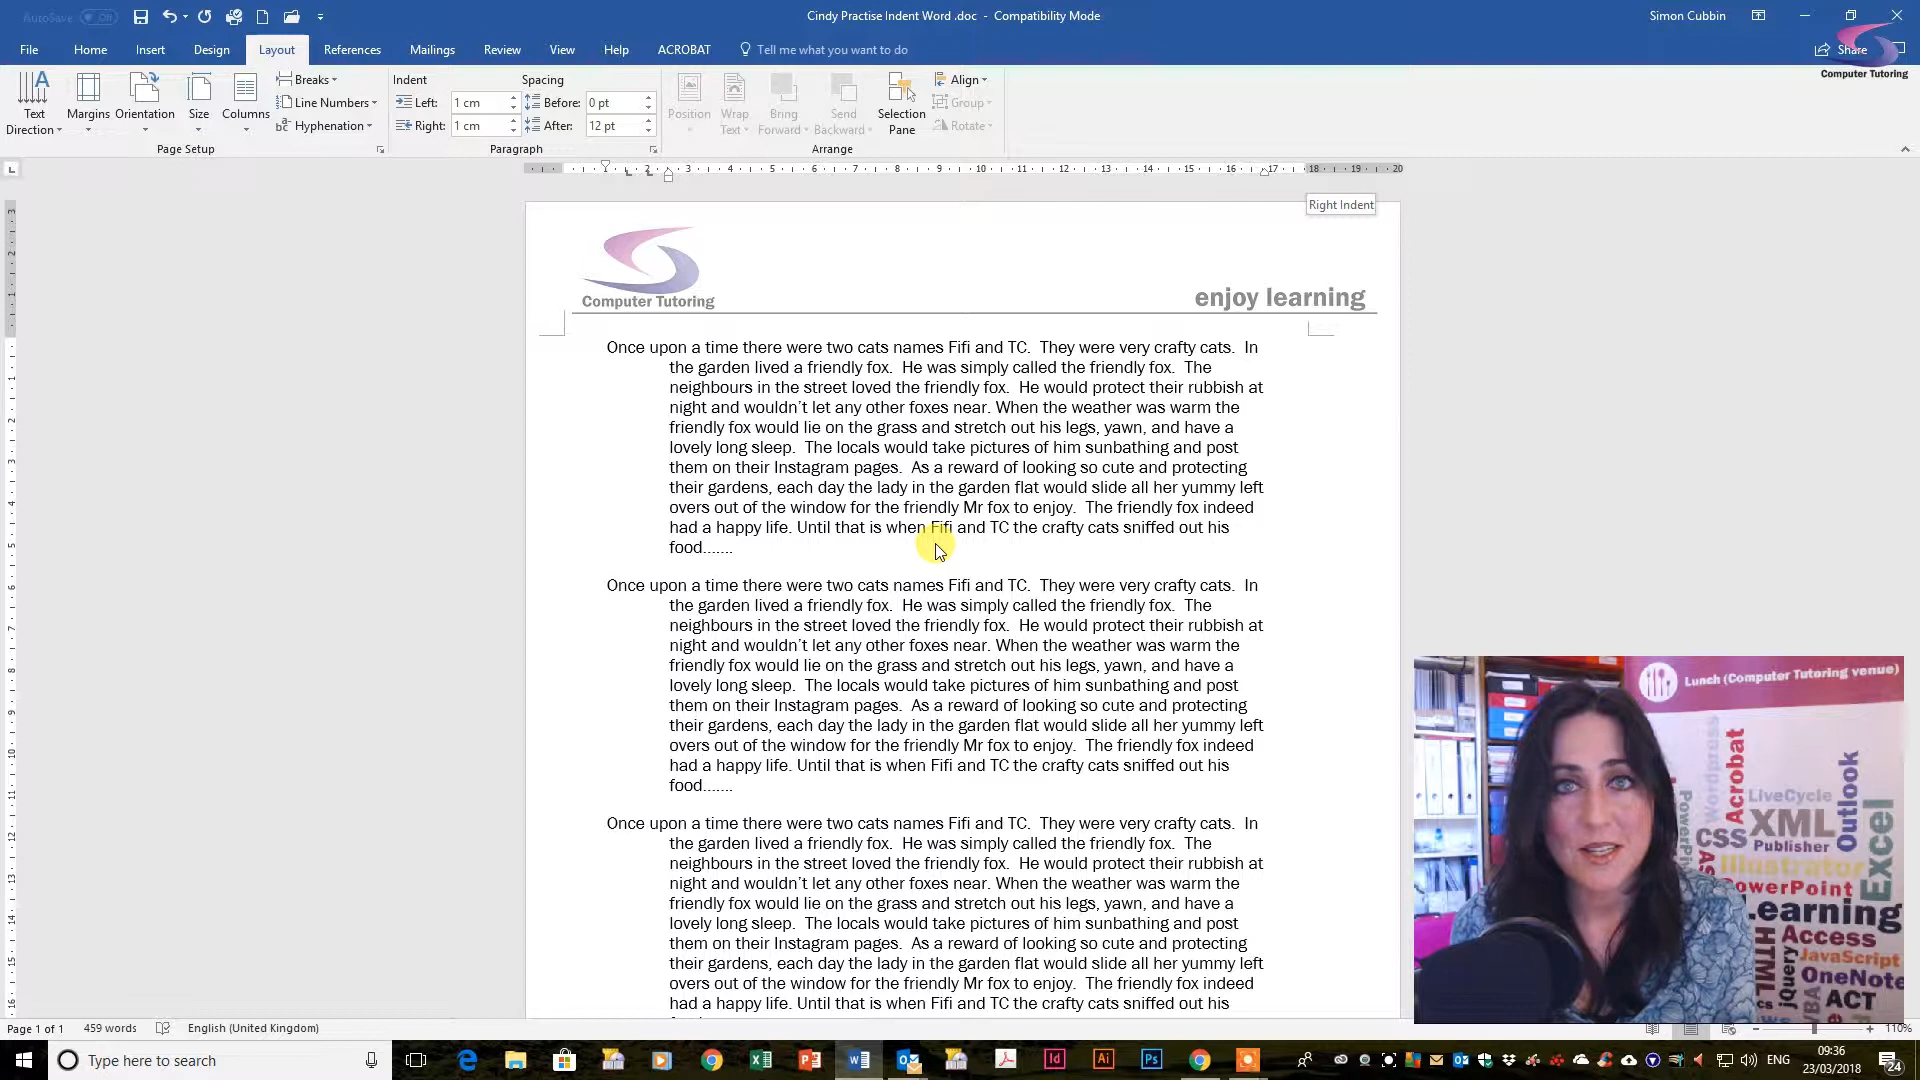 AutoSave Off
Cindy Practise Indent Word .doc - Compatibility Mode
Simon Cubbin
File Home Insert Design Layout References Mailings Review View Help ACROBAT Tell me what you want to do
Share
Computer Tutoring
Text Direction
Margins
Orientation
Size
Columns
Breaks
Line Numbers
Hyphenation
Page Setup
Indent
Left: 1 cm
Right: 1 cm
Spacing
Before: 0 pt
After: 12 pt
Paragraph
Position
Wrap Text
Bring Forward
Send Backward
Selection Pane
Align
Group
Rotate
Arrange
2 3 4 5 6 7 8 9 10 11 12 13 14 15 16 17 18 19 20
Right Indent
Computer Tutoring
enjoy learning
Once upon a time there were two cats names Fifi and TC. They were very crafty cats. In
the garden lived a friendly fox. He was simply called the friendly fox. The
neighbours in the street loved the friendly fox. He would protect their rubbish at
night and wouldn't let any other foxes near. When the weather was warm the
friendly fox would lie on the grass and stretch out his legs, yawn, and have a
lovely long sleep. The locals would take pictures of him sunbathing and post
them on their Instagram pages. As a reward of looking so cute and protecting
their gardens, each day the lady in the garden flat would slide all her yummy left
overs out of the window for the friendly Mr fox to enjoy. The friendly fox indeed
had a happy life. Until that is when Fifi and TC the crafty cats sniffed out his
food.......
Once upon a time there were two cats names Fifi and TC. They were very crafty cats. In
the garden lived a friendly fox. He was simply called the friendly fox. The
neighbours in the street loved the friendly fox. He would protect their rubbish at
night and wouldn't let any other foxes near. When the weather was warm the
friendly fox would lie on the grass and stretch out his legs, yawn, and have a
lovely long sleep. The locals would take pictures of him sunbathing and post
them on their Instagram pages. As a reward of looking so cute and protecting
their gardens, each day the lady in the garden flat would slide all her yummy left
overs out of the window for the friendly Mr fox to enjoy. The friendly fox indeed
had a happy life. Until that is when Fifi and TC the crafty cats sniffed out his
food.......
Once upon a time there were two cats names Fifi and TC. They were very crafty cats. In
the garden lived a friendly fox. He was simply called the friendly fox. The
neighbours in the street loved the friendly fox. He would protect their rubbish at
night and wouldn't let any other foxes near. When the weather was warm the
friendly fox would lie on the grass and stretch out his legs, yawn, and have a
lovely long sleep. The locals would take pictures of him sunbathing and post
them on their Instagram pages. As a reward of looking so cute and protecting
their gardens, each day the lady in the garden flat would slide all her yummy left
overs out of the window for the friendly Mr fox to enjoy. The friendly fox indeed
had a happy life. Until that is when Fifi and TC the crafty cats sniffed out his
Lunch (Computer Tutoring venue)
Wordpress
Acrobat
LiveCycle
Outlook
XML
CSS
Publisher
Excel
Illustrator
PowerPoint
Learning
Access
HTML
jQuery
JavaScript
OneNote
VBA
ACT
Page 1 of 1 459 words English (United Kingdom)
110%
Type here to search
ENG
09:36
23/03/2018
24